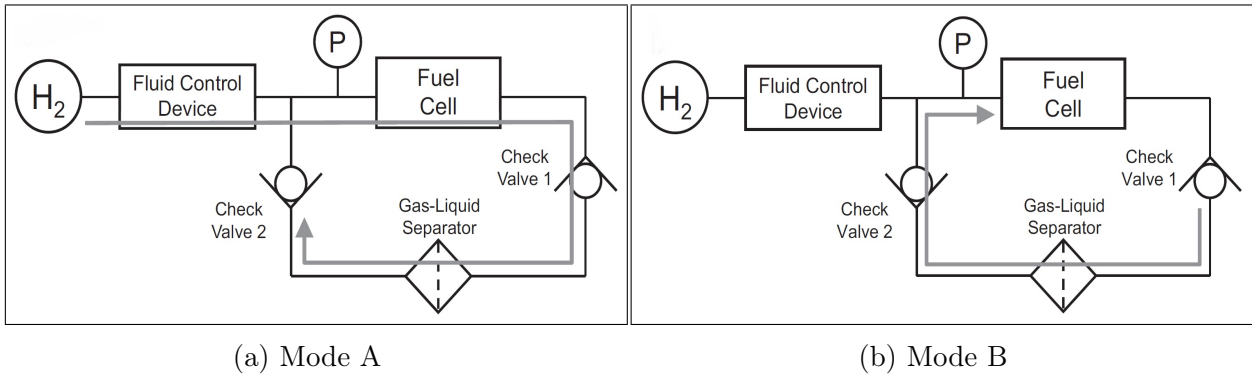 H₂
Fluid Control
Device
P
Fuel
Cell
Check
Valve 1
Check
Valve 2
Gas-Liquid
Separator
(a) Mode A
H₂
Fluid Control
Device
P
Fuel
Cell
Check
Valve 1
Check
Valve 2
Gas-Liquid
Separator
(b) Mode B